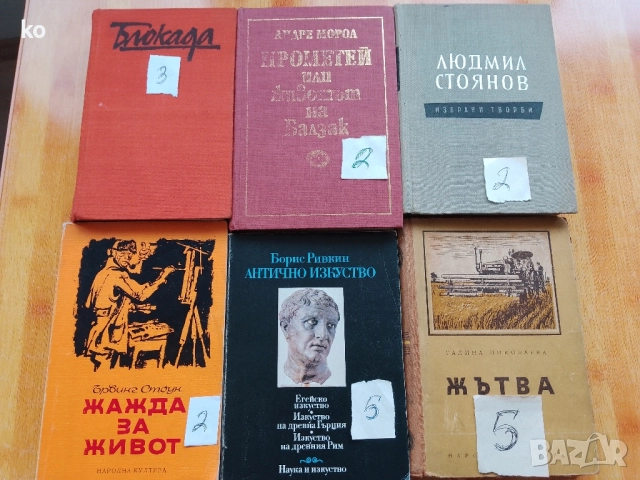 ko
Блокада
3
АНДРЕ МОРОА
ПРОМЕТЕЙ
или
животът
на
Балзак
2
ЛЮДМИЛ
СТОЯНОВ
ИЗБРАНИ ТВОРБИ
2
Ървинг Стоун
ЖАЖДА
ЗА
ЖИВОТ
НАРОДНА КУЛТУРА
2
Борис Ривкин
АНТИЧНО ИЗКУСТВО
Егейско
изкуство
Изкуство
на древна Гърция
Изкуство
на древния Рим
Наука и изкуство
5
ГАЛИНА НИКОЛАЕВА
ЖЪТВА
5
BAZAR